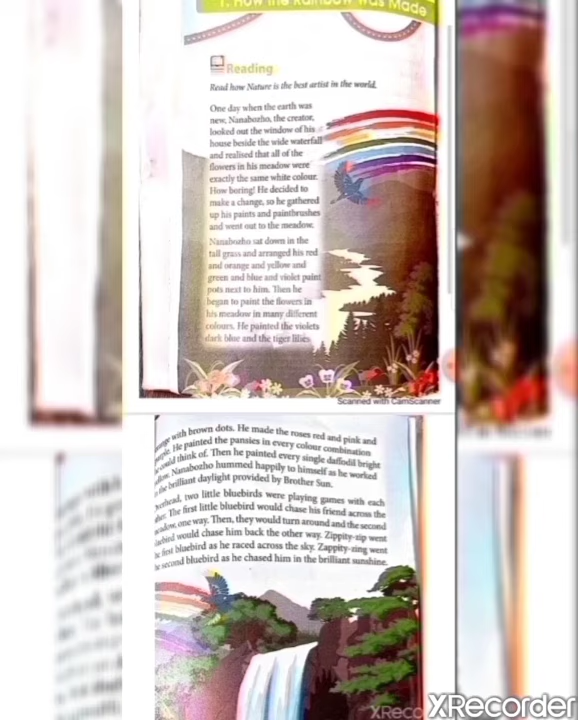 1. How the Rainbow Was Made
Reading
Read how Nature is the best artist in the world.
One day when the earth was
new, Nanabozho, the creator,
looked out the window of his
house beside the wide waterfall
and realised that all of the
flowers in his meadow were
exactly the same white colour.
How boring! He decided to
make a change, so he gathered
up his paints and paintbrushes
and went out to the meadow.
Nanabozho sat down in the
tall grass and arranged his red
and orange and yellow and
green and blue and violet paint
pots next to him. Then he
began to paint the flowers in
his meadow in many different
colours. He painted the violets
dark blue and the tiger lilies
Scanned with CamScanner
with brown dots. He made the roses red and pink and
He painted the pansies in every colour combination
could think of. Then he painted every single daffodil bright
Nanabozho hummed happily to himself as he worked
the brilliant daylight provided by Brother Sun.
two little bluebirds were playing games with each
The first little bluebird would chase his friend across the
one way. Then, they would turn around and the second
would chase him back the other way. Zippity-zip went
first bluebird as he raced across the sky. Zappity-zing went
second bluebird as he chased him in the brilliant sunshine.
XRecorder